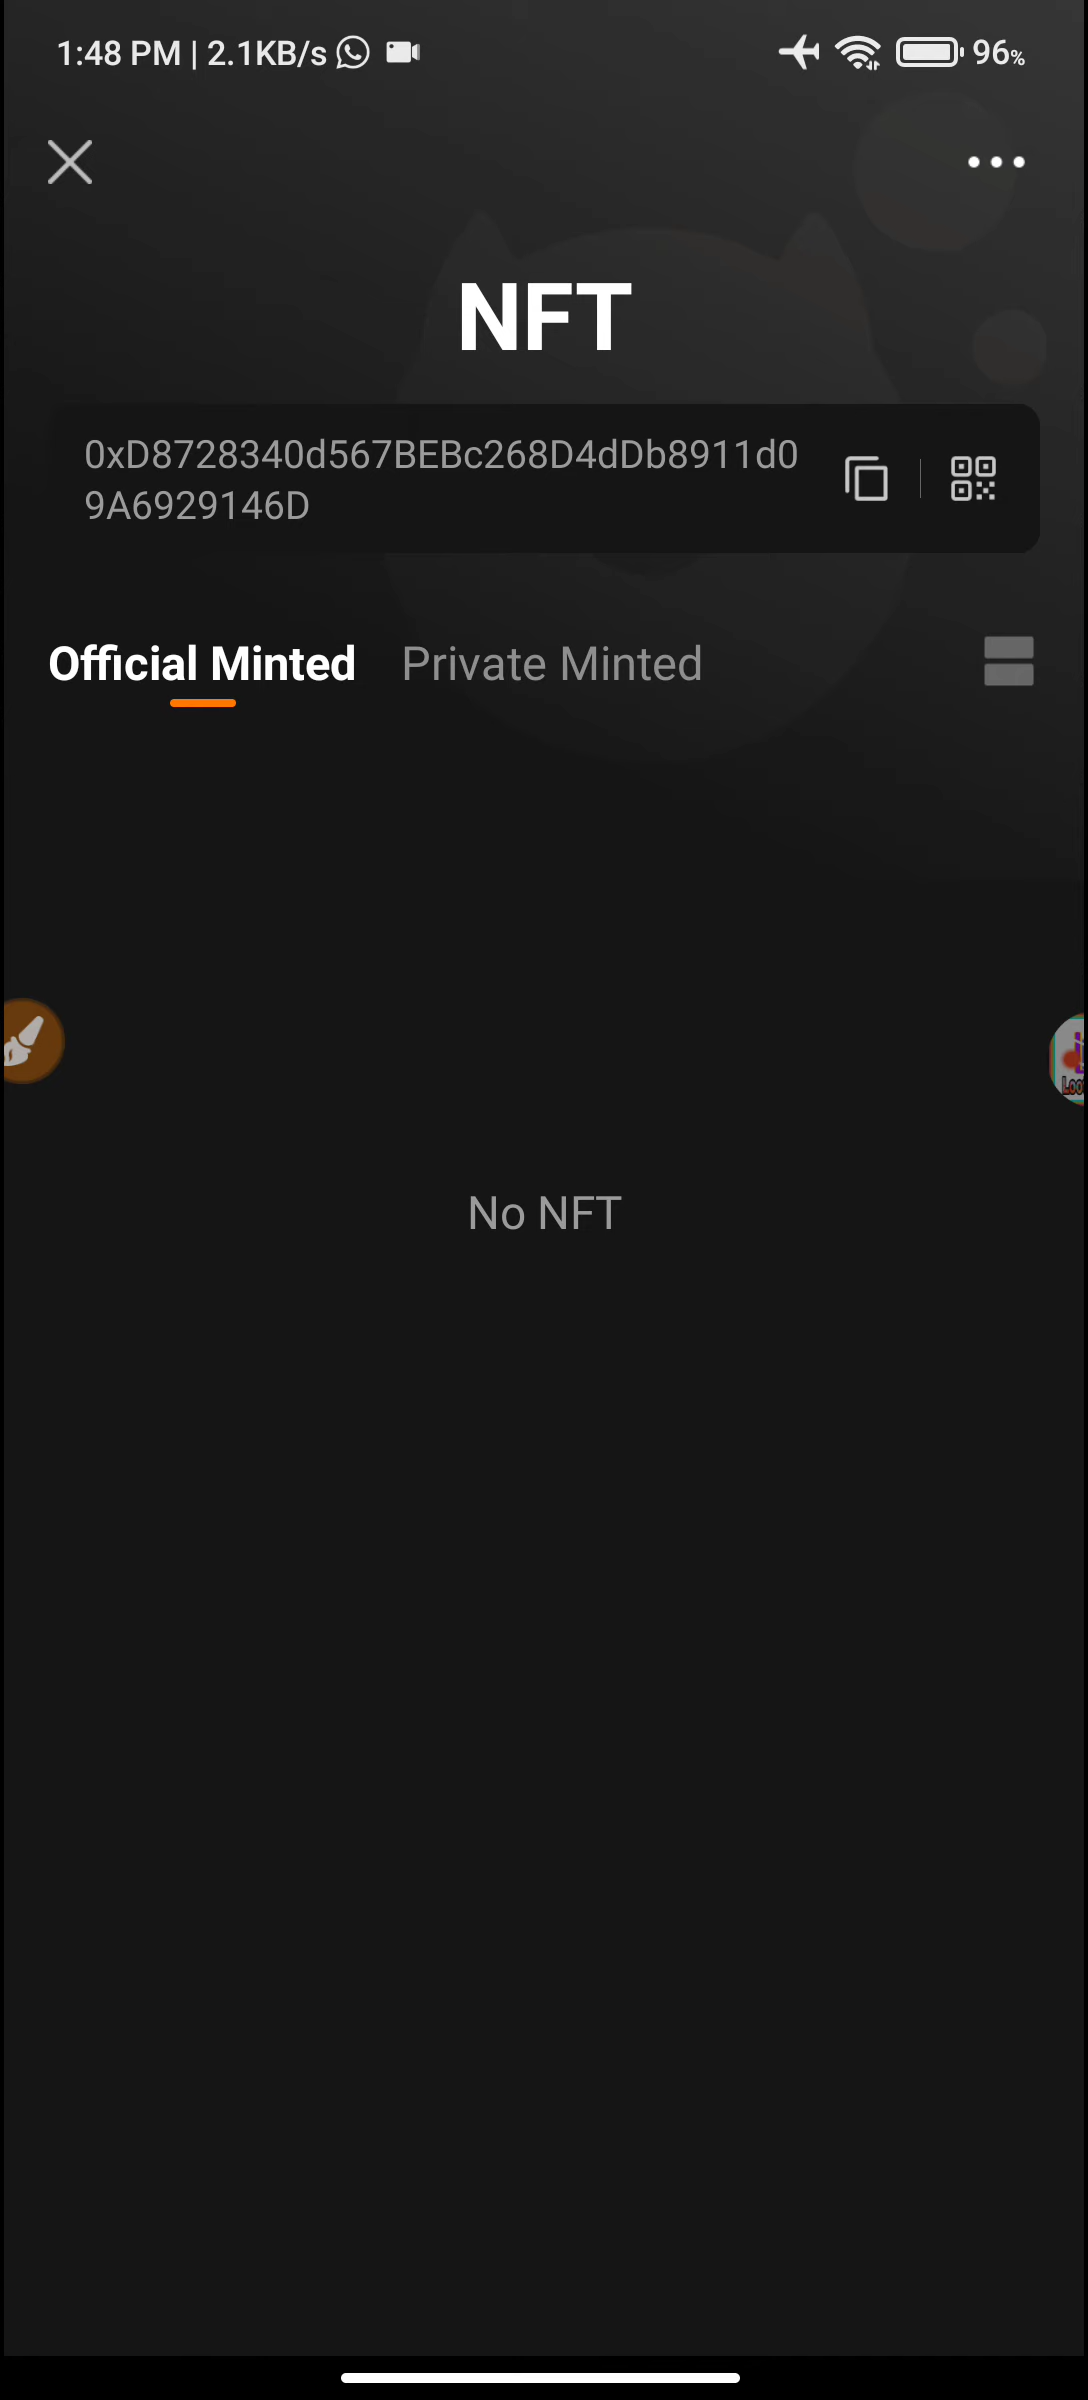 1:48 PM | 2.1KB/s 96%
NFT
0xD8728340d567BEBc268D4dDb8911d0
9A6929146D
Official Minted Private Minted
No NFT